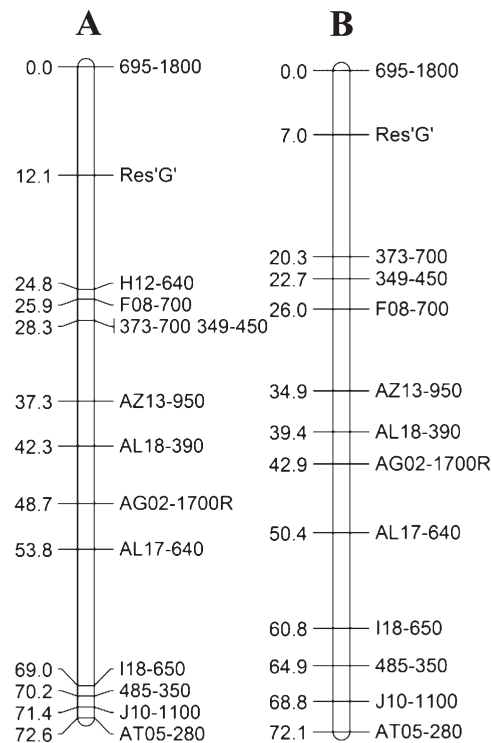 A
0.0 695-1800
12.1 Res'G'
24.8 H12-640
25.9 F08-700
28.3 373-700 349-450
37.3 AZ13-950
42.3 AL18-390
48.7 AG02-1700R
53.8 AL17-640
69.0 I18-650
70.2 485-350
71.4 J10-1100
72.6 AT05-280
B
0.0 695-1800
7.0 Res'G'
20.3 373-700
22.7 349-450
26.0 F08-700
34.9 AZ13-950
39.4 AL18-390
42.9 AG02-1700R
50.4 AL17-640
60.8 I18-650
64.9 485-350
68.8 J10-1100
72.1 AT05-280